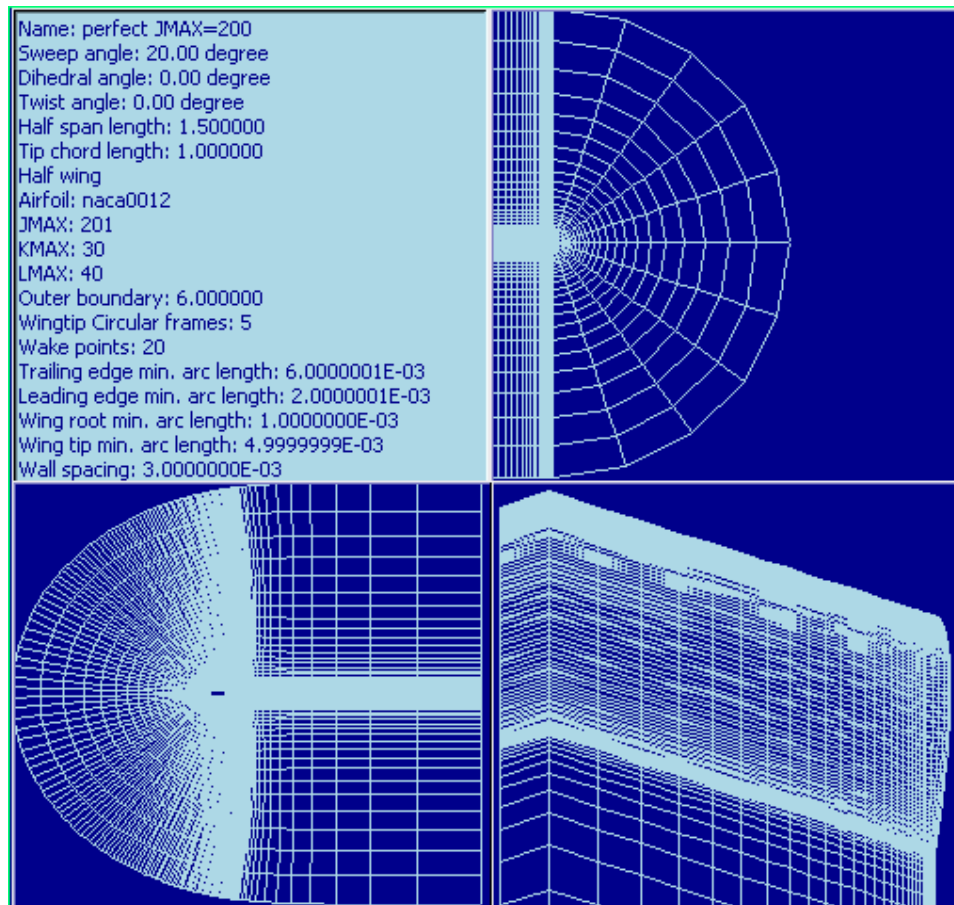 Name: perfect JMAX=200
Sweep angle: 20.00 degree
Dihedral angle: 0.00 degree
Twist angle: 0.00 degree
Half span length: 1.500000
Tip chord length: 1.000000
Half wing
Airfoil: naca0012
JMAX: 201
KMAX: 30
LMAX: 40
Outer boundary: 6.000000
Wingtip Circular frames: 5
Wake points: 20
Trailing edge min. arc length: 6.0000001E-03
Leading edge min. arc length: 2.0000001E-03
Wing root min. arc length: 1.0000000E-03
Wing tip min. arc length: 4.9999999E-03
Wall spacing: 3.0000000E-03